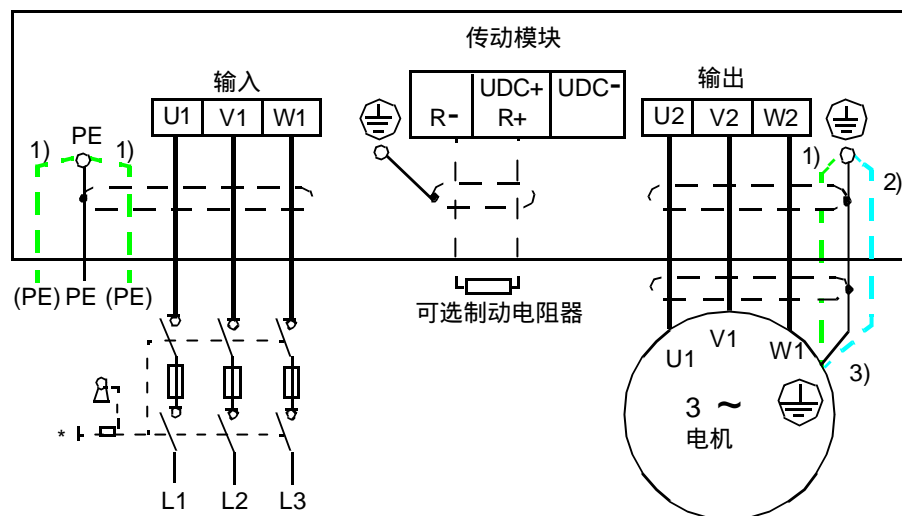 传动模块
输入
输出
U1 V1 W1
R-
UDC+
R+
UDC-
U2 V2 W2
1) PE 1)
1)
2)
(PE) PE (PE)
可选制动电阻器
U1 V1 W1
3)
3 ~
电机
*
L1 L2 L3